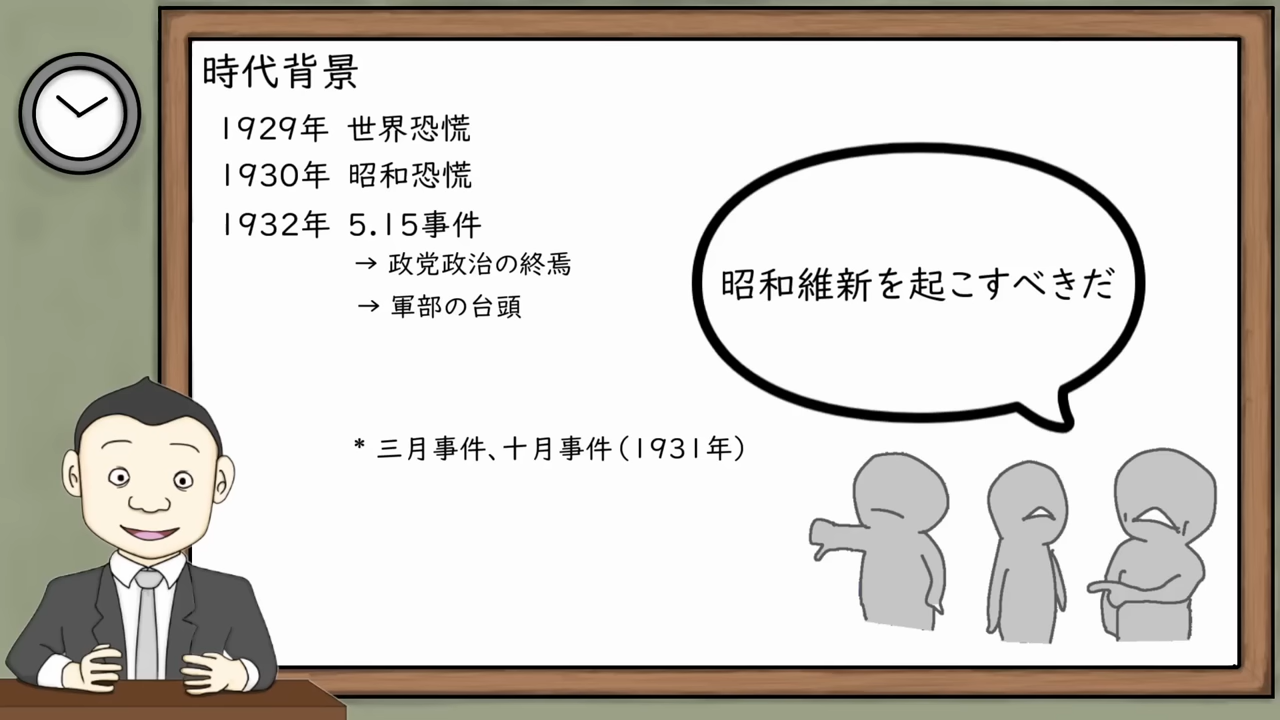 時代背景
1929年 世界恐慌
1930年 昭和恐慌
1932年 5.15事件
→ 政党政治の終焉
→ 軍部の台頭
昭和維新を起こすべきだ
* 三月事件、十月事件(1931年)